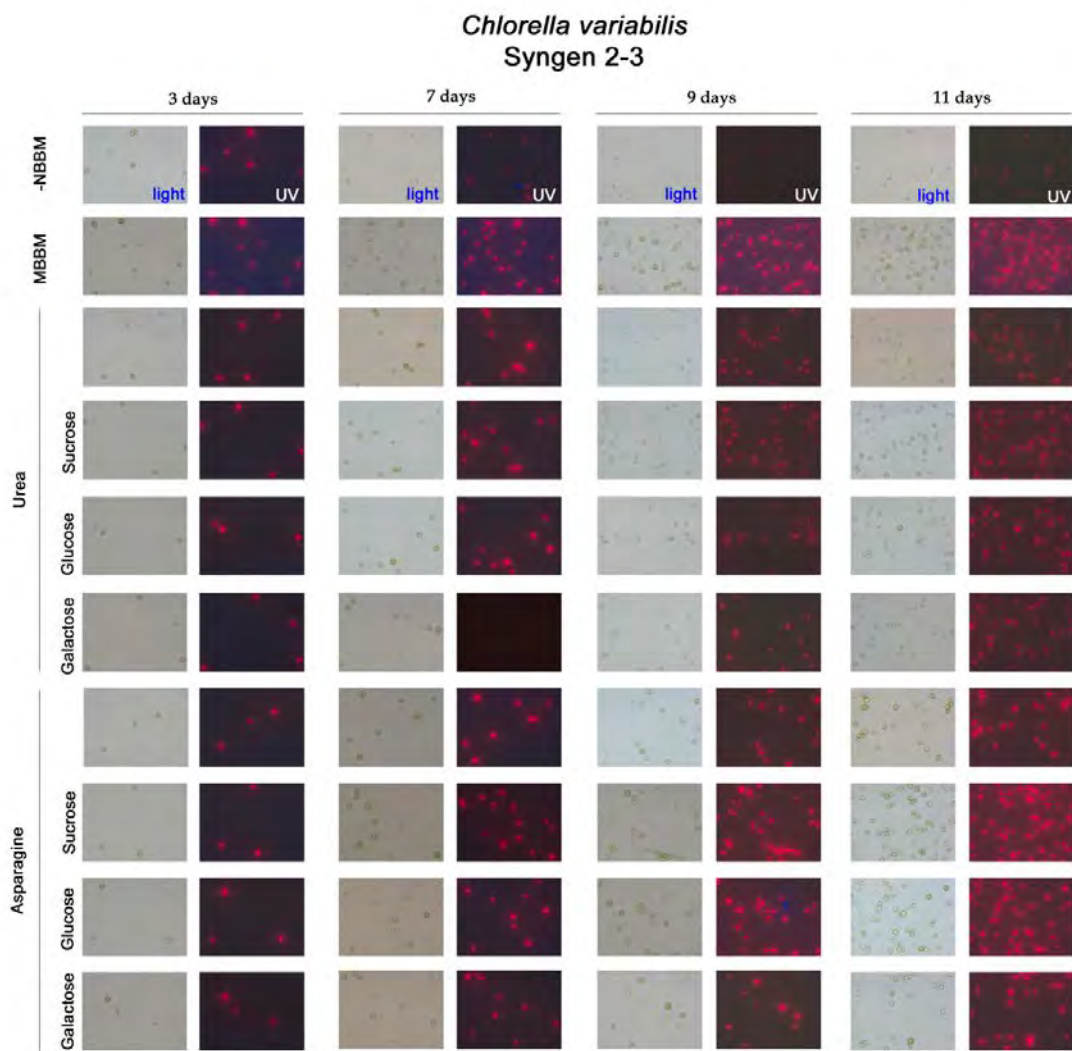 Chlorella variabilis
Syngen 2-3
3 days
7 days
9 days
11 days
-NBBM
light
UV
light
UV
light
UV
light
UV
MBBM
Urea
Sucrose
Glucose
Galactose
Asparagine
Sucrose
Glucose
Galactose